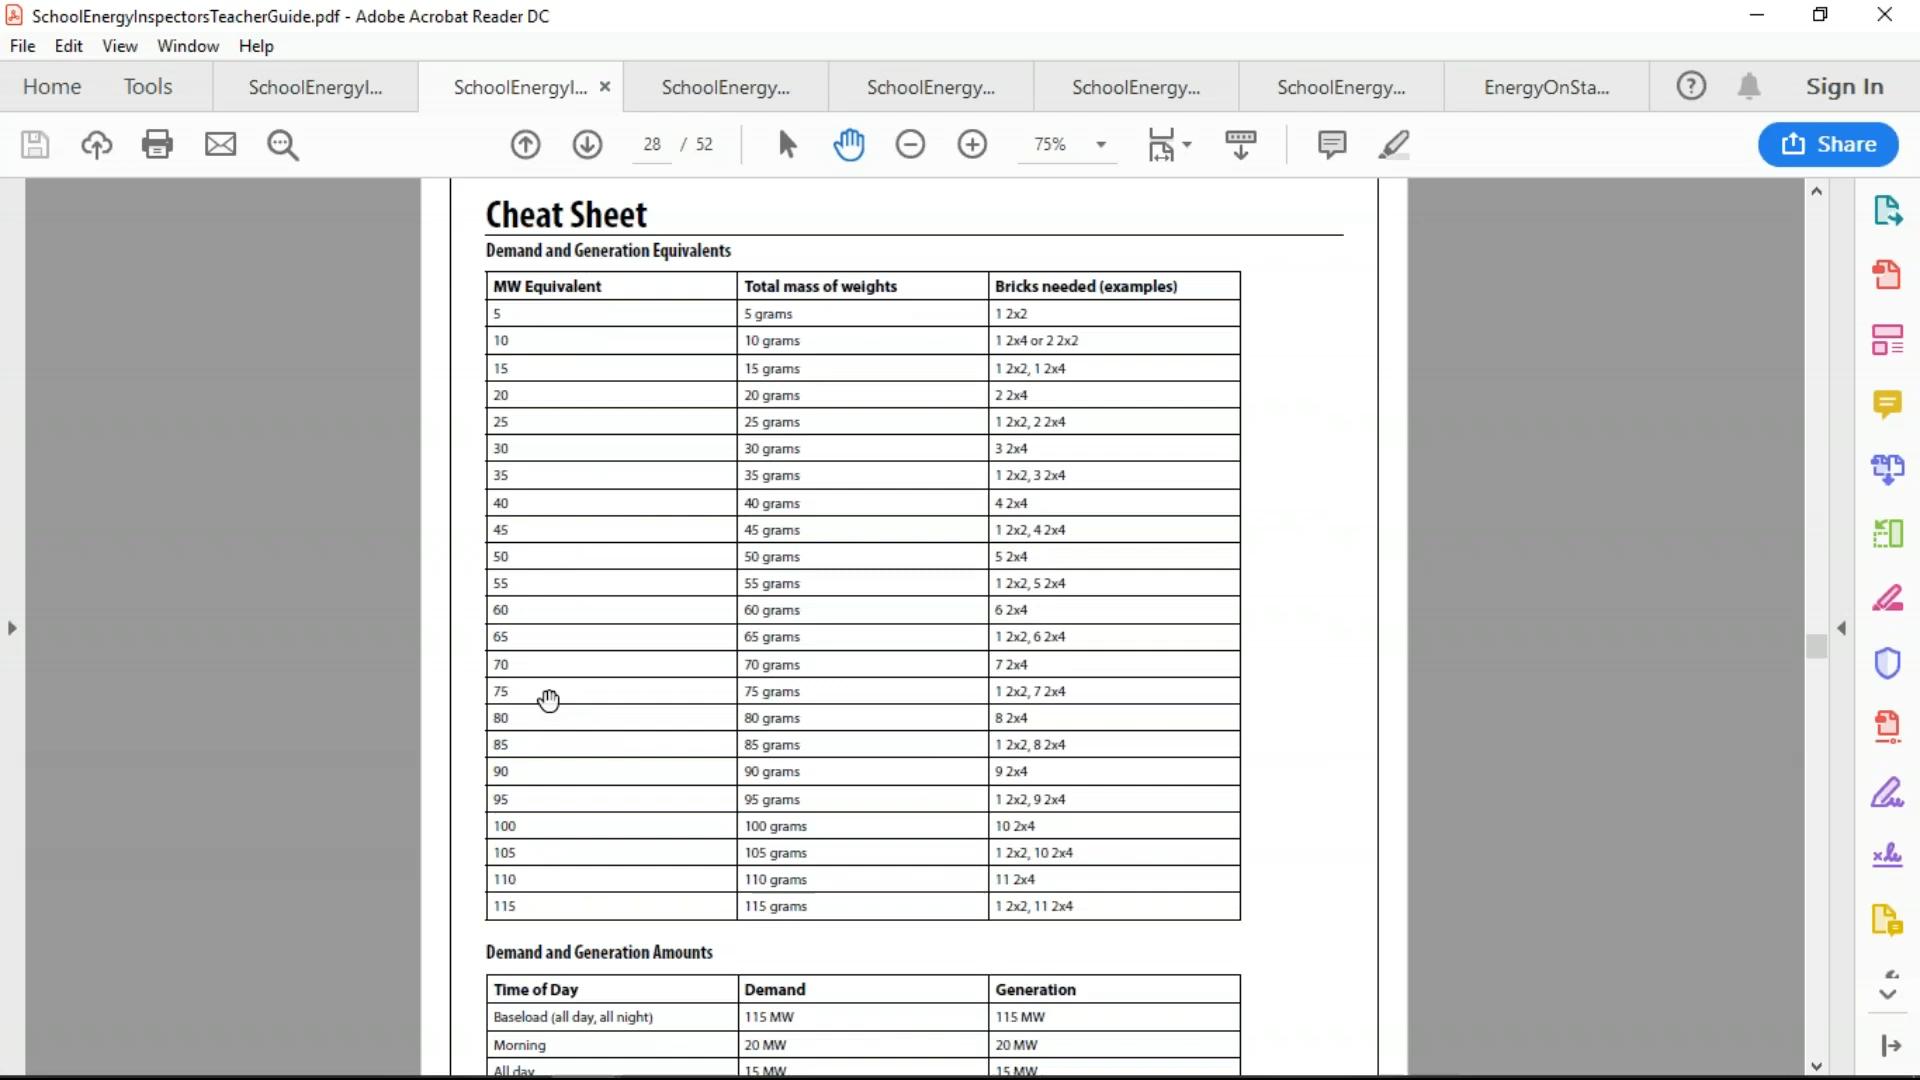 SchoolEnergyInspectorsTeacherGuide.pdf - Adobe Acrobat Reader DC
File Edit View Window Help
Home Tools SchoolEnergyI... SchoolEnergyI... SchoolEnergy... SchoolEnergy... SchoolEnergy... SchoolEnergy... EnergyOnSta... Sign In
28 / 52 75% Share
Cheat Sheet
Demand and Generation Equivalents
MW Equivalent Total mass of weights Bricks needed (examples)
5 5 grams 1 2x2
10 10 grams 1 2x4 or 2 2x2
15 15 grams 1 2x2, 1 2x4
20 20 grams 2 2x4
25 25 grams 1 2x2, 2 2x4
30 30 grams 3 2x4
35 35 grams 1 2x2, 3 2x4
40 40 grams 4 2x4
45 45 grams 1 2x2, 4 2x4
50 50 grams 5 2x4
55 55 grams 1 2x2, 5 2x4
60 60 grams 6 2x4
65 65 grams 1 2x2, 6 2x4
70 70 grams 7 2x4
75 75 grams 1 2x2, 7 2x4
80 80 grams 8 2x4
85 85 grams 1 2x2, 8 2x4
90 90 grams 9 2x4
95 95 grams 1 2x2, 9 2x4
100 100 grams 10 2x4
105 105 grams 1 2x2, 10 2x4
110 110 grams 11 2x4
115 115 grams 1 2x2, 11 2x4
Demand and Generation Amounts
Time of Day Demand Generation
Baseload (all day, all night) 115 MW 115 MW
Morning 20 MW 20 MW
All day 15 MW 15 MW